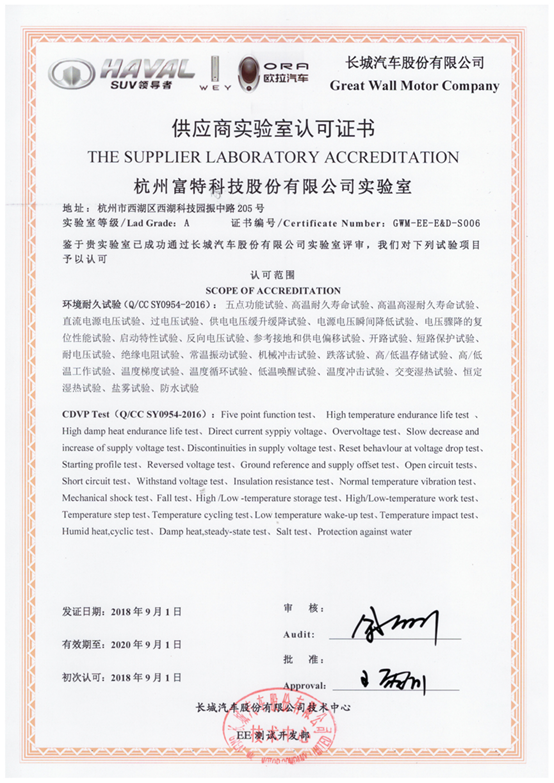 HAVAL
SUV领导者
WEY
ORA
欧拉汽车
长城汽车股份有限公司
Great Wall Motor Company
供应商实验室认可证书
THE SUPPLIER LABORATORY ACCREDITATION
杭州富特科技股份有限公司实验室
地址：杭州市西湖区西湖科技园振中路 205 号
实验室等级/Lad Grade: A 证书编号/Certificate Number: GWM-EE-E&D-S006
鉴于贵实验室已成功通过长城汽车股份有限公司实验室评审，我们对下列试验项目
予以认可
认可范围
SCOPE OF ACCREDITATION
环境耐久试验(Q/CC SY0954-2016)：五点功能试验、高温耐久寿命试验、高温高湿耐久寿命试验、
直流电源电压试验、过电压试验、供电电压缓升缓降试验、电源电压瞬间降低试验、电压骤降的复
位性能试验、启动特性试验、反向电压试验、参考接地和供电偏移试验、开路试验、短路保护试验、
耐电压试验、绝缘电阻试验、常温振动试验、机械冲击试验、跌落试验、高/低温存储试验、高/低
温工作试验、温度梯度试验、温度循环试验、低温唤醒试验、温度冲击试验、交变湿热试验、恒定
湿热试验、盐雾试验、防水试验
CDVP Test（Q/CC SY0954-2016）: Five point function test、 High temperature endurance life test 、
High damp heat endurance life test、Direct current syppiy voltage、Overvoltage test、Slow decrease and
increase of supply voltage test、Discontinuities in supply voltage test、Reset behaviour at voltage drop test、
Starting profile test、Reversed voltage test、Ground reference and supply offset test、Open circuit tests、
Short circuit test、 Withstand voltage test、Insulation resistance test、Normal temperature vibration test、
Mechanical shock test、Fall test、High /Low -temperature storage test、High/Low-temperature work test、
Temperature step test、Temperature cycling test、Low temperature wake-up test、Temperature impact test、
Humid heat,cyclic test、Damp heat,steady-state test、Salt test、Protection against water
发证日期：2018 年 9 月 1 日
有效期至：2020 年 9 月 1 日
初次认可：2018 年 9 月 1 日
审 核：
Audit:
批 准：
Approval:
长城汽车股份有限公司技术中心
技术中心
EE 测试开发部